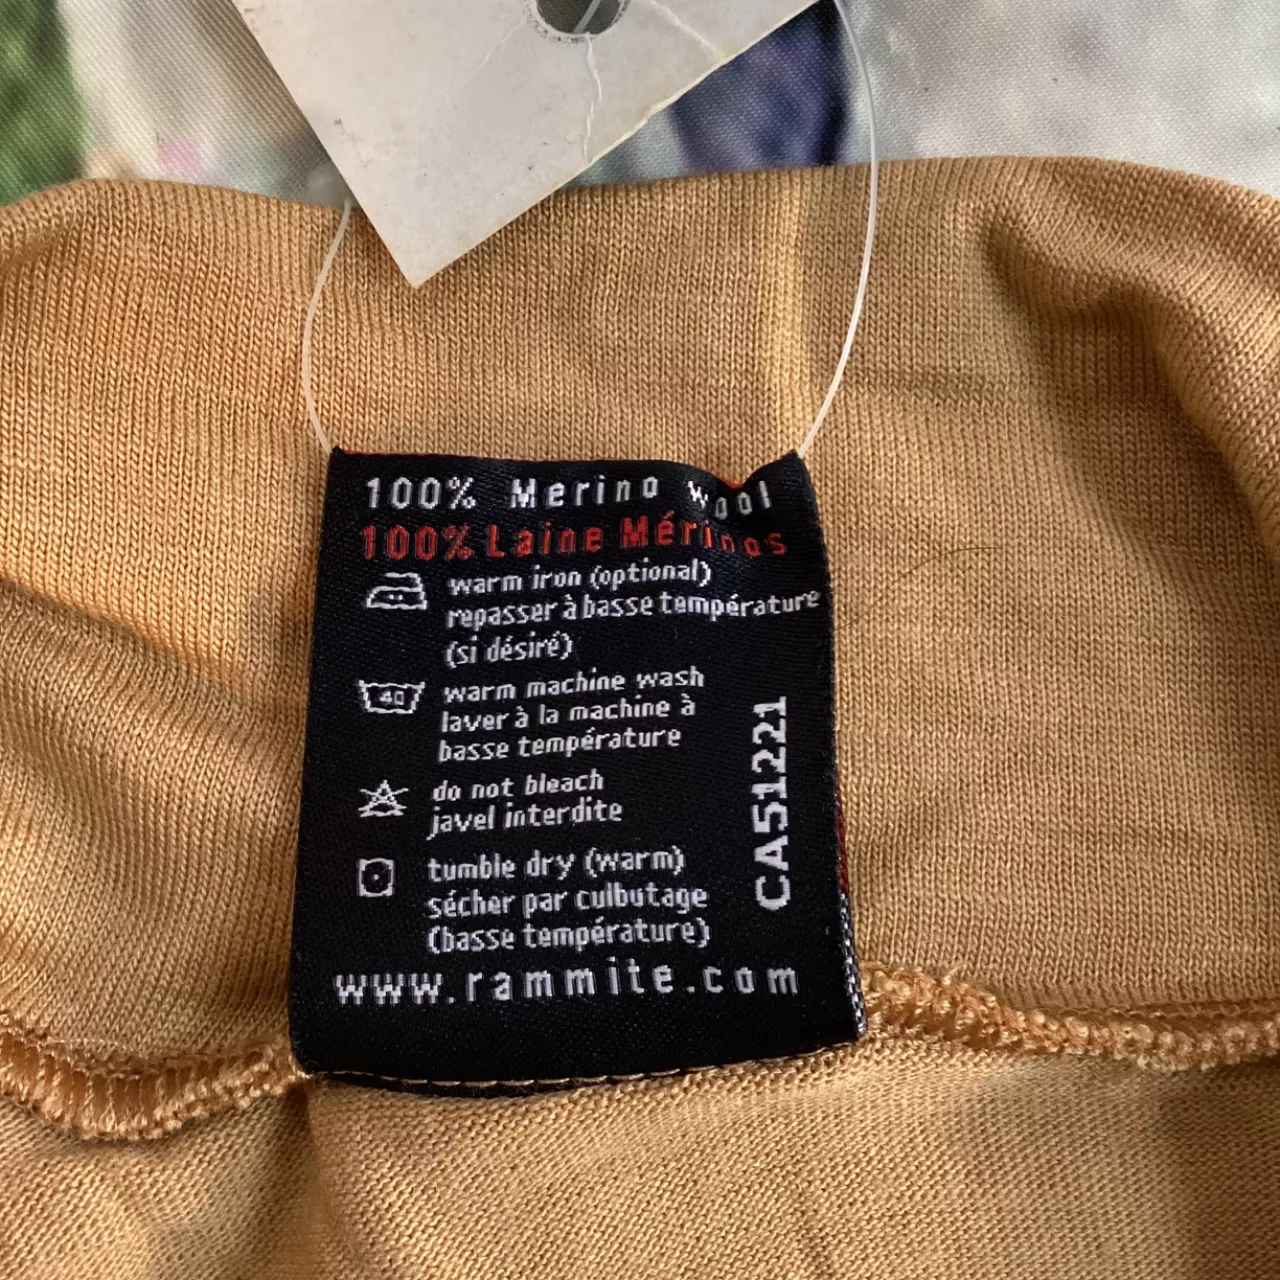 100% Merino wool
100% Laine Mérinos
warm iron (optional)
repasser à basse température
(si désiré)
40
warm machine wash
laver à la machine à
basse température
do not bleach
javel interdite
tumble dry (warm)
sécher par culbutage
(basse température)
www.rammite.com
CA51221